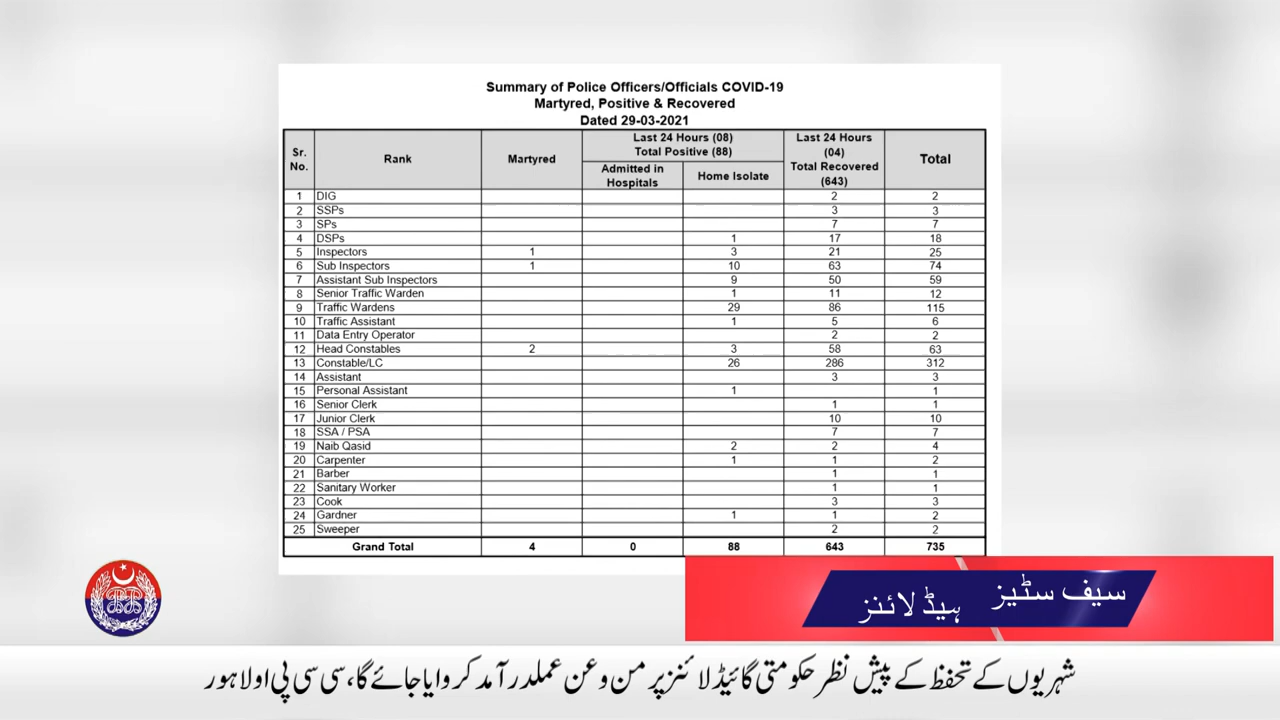 Summary of Police Officers/Officials COVID-19
Martyred, Positive & Recovered
Dated 29-03-2021
Sr. No. Rank Martyred Last 24 Hours (08) Total Positive (88) Admitted in Hospitals Home Isolate Last 24 Hours (04) Total Recovered (643) Total
1 DIG 2 2
2 SSPs 3 3
3 SPs 7 7
4 DSPs 1 17 18
5 Inspectors 1 3 21 25
6 Sub Inspectors 1 10 63 74
7 Assistant Sub Inspectors 9 50 59
8 Senior Traffic Warden 1 11 12
9 Traffic Wardens 29 86 115
10 Traffic Assistant 1 5 6
11 Data Entry Operator 2 2
12 Head Constables 2 3 58 63
13 Constable/LC 26 286 312
14 Assistant 3 3
15 Personal Assistant 1 1
16 Senior Clerk 1 1
17 Junior Clerk 10 10
18 SSA / PSA 7 7
19 Naib Qasid 2 2 4
20 Carpenter 1 1 2
21 Barber 1 1
22 Sanitary Worker 1 1
23 Cook 3 3
24 Gardner 1 1 2
25 Sweeper 2 2
Grand Total 4 0 88 643 735
سیف سٹیز ہیڈ لائنز
شہریوں کے تحفظ کے پیش نظر حکومتی گائیڈ لائنز پر من و عن عملدرآمد کروایا جائے گا، سی سی پی او لاہور